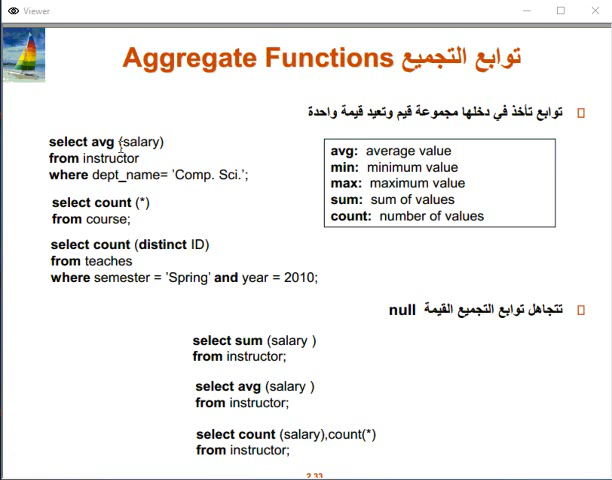 Viewer
توابع التجميع Aggregate Functions
توابع تأخذ في دخلها مجموعة قيم وتعيد قيمة واحدة
select avg (salary)
from instructor
where dept_name= ’Comp. Sci.’;
select count (*)
from course;
select count (distinct ID)
from teaches
where semester = ’Spring’ and year = 2010;
avg: average value
min: minimum value
max: maximum value
sum: sum of values
count: number of values
تتجاهل توابع التجميع القيمة null
select sum (salary )
from instructor;
select avg (salary )
from instructor;
select count (salary),count(*)
from instructor;
2.33